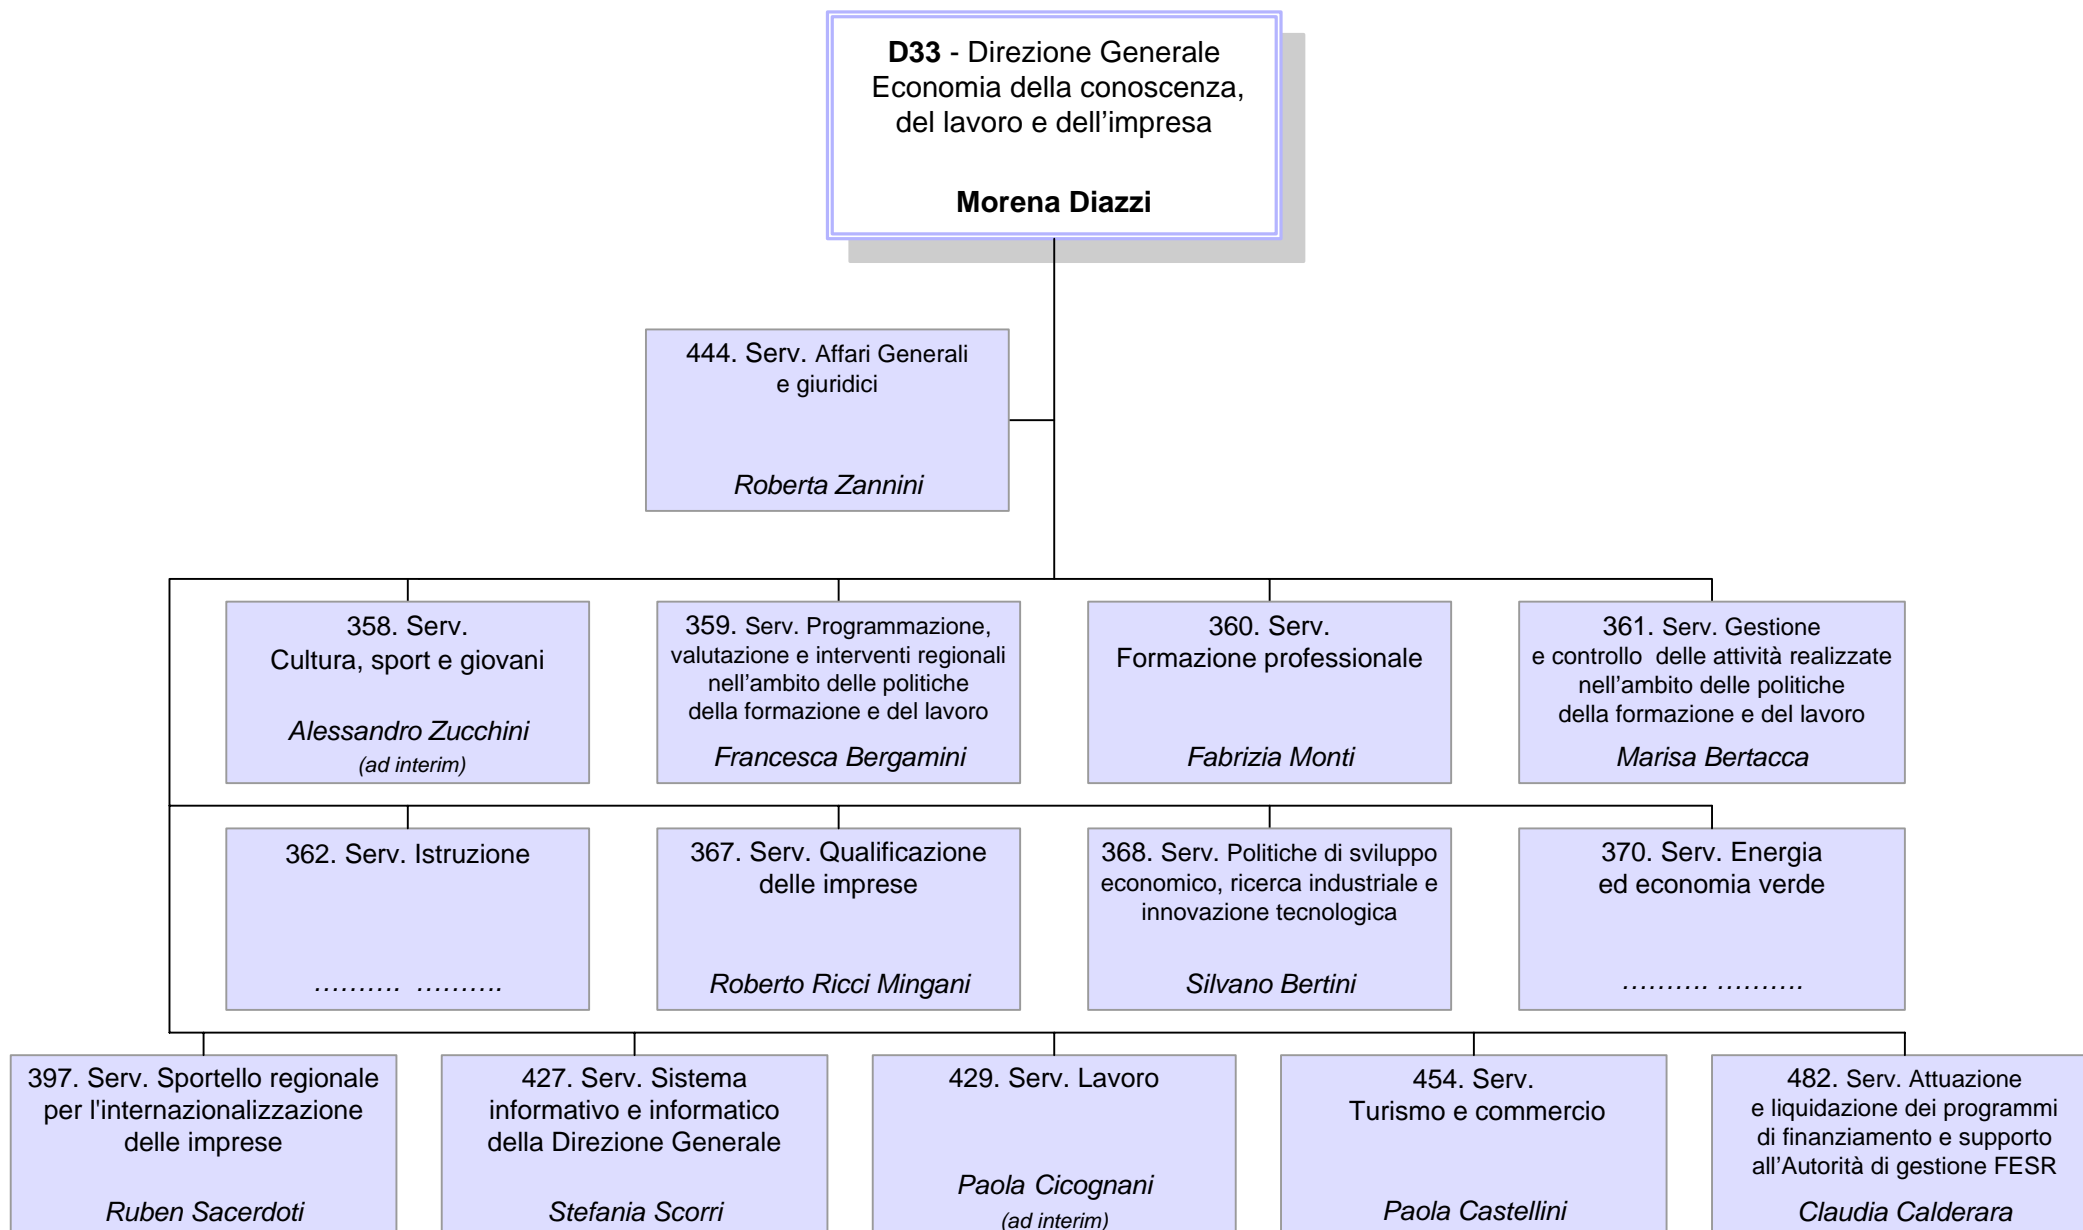 D33 - Direzione Generale
Economia della conoscenza,
del lavoro e dell’impresa
Morena Diazzi
444. Serv. Affari Generali
e giuridici
Roberta Zannini
358. Serv.
Cultura, sport e giovani
Alessandro Zucchini
(ad interim)
359. Serv. Programmazione,
valutazione e interventi regionali
nell’ambito delle politiche
della formazione e del lavoro
Francesca Bergamini
360. Serv.
Formazione professionale
Fabrizia Monti
361. Serv. Gestione
e controllo delle attività realizzate
nell’ambito delle politiche
della formazione e del lavoro
Marisa Bertacca
362. Serv. Istruzione
………. ……….
367. Serv. Qualificazione
delle imprese
Roberto Ricci Mingani
368. Serv. Politiche di sviluppo
economico, ricerca industriale e
innovazione tecnologica
Silvano Bertini
370. Serv. Energia
ed economia verde
………. ……….
397. Serv. Sportello regionale
per l'internazionalizzazione
delle imprese
Ruben Sacerdoti
427. Serv. Sistema
informativo e informatico
della Direzione Generale
Stefania Scorri
429. Serv. Lavoro
Paola Cicognani
(ad interim)
454. Serv.
Turismo e commercio
Paola Castellini
482. Serv. Attuazione
e liquidazione dei programmi
di finanziamento e supporto
all’Autorità di gestione FESR
Claudia Calderara